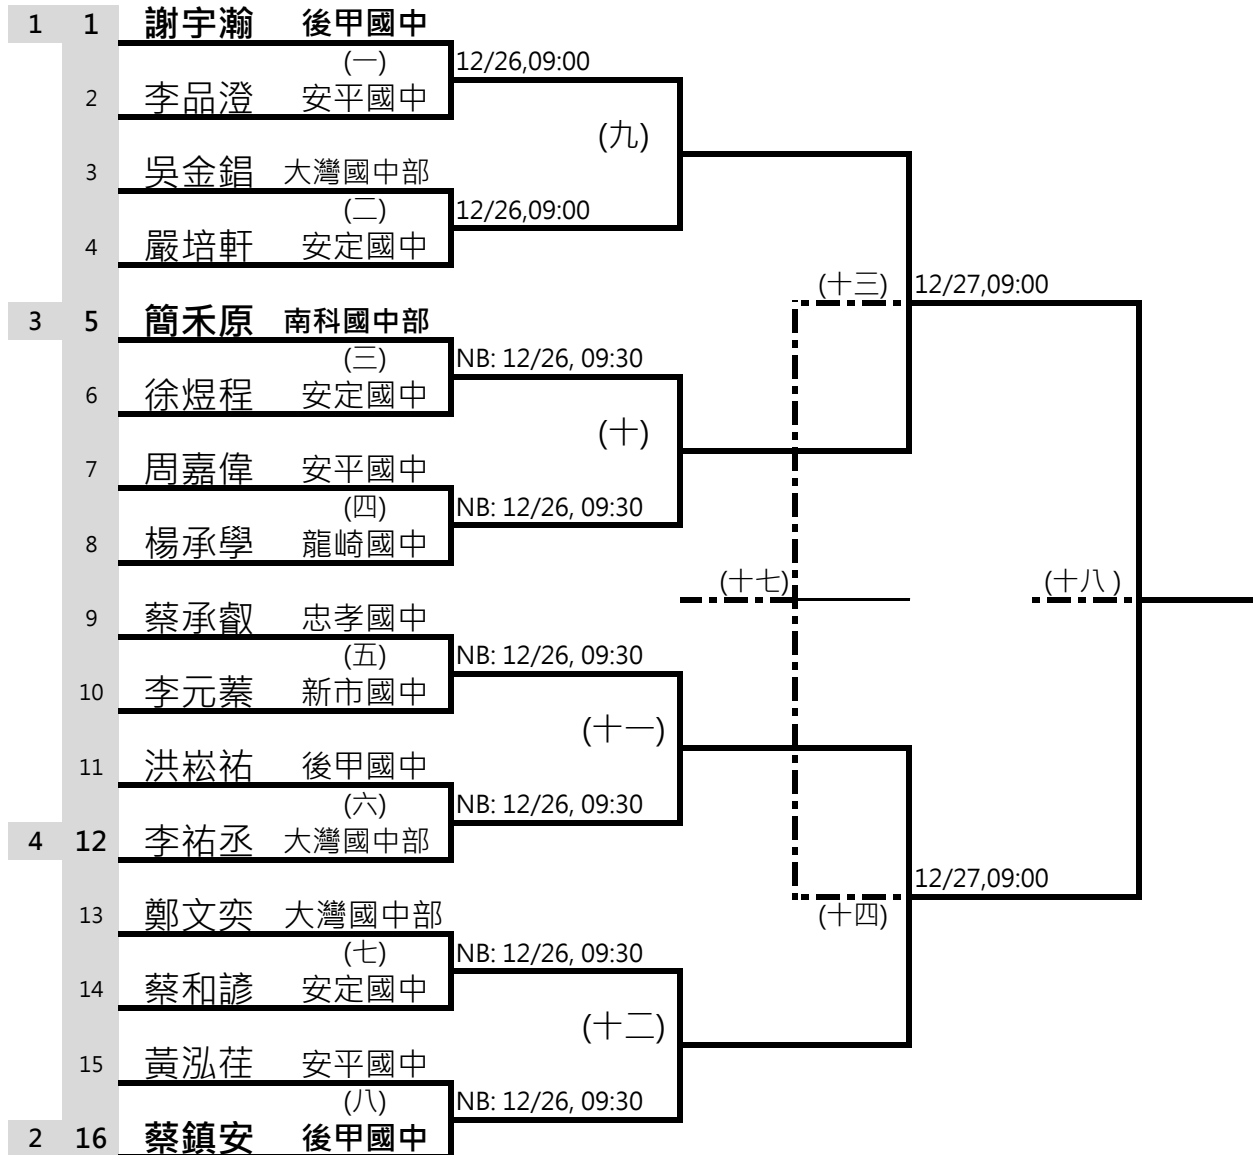 1 1 謝宇瀚 後甲國中
(一) 12/26,09:00
2 李品澄 安平國中
(九)
3 吳金錩 大灣國中部
(二) 12/26,09:00
4 嚴培軒 安定國中
(十三) 12/27,09:00
3 5 簡禾原 南科國中部
(三) NB: 12/26, 09:30
6 徐煜程 安定國中
(十)
7 周嘉偉 安平國中
(四) NB: 12/26, 09:30
8 楊承學 龍崎國中
(十七) (十八 )
9 蔡承叡 忠孝國中
(五) NB: 12/26, 09:30
10 李元蓁 新市國中
(十一)
11 洪崧祐 後甲國中
(六) NB: 12/26, 09:30
4 12 李祐丞 大灣國中部
12/27,09:00
13 鄭文奕 大灣國中部 (十四)
(七) NB: 12/26, 09:30
14 蔡和諺 安定國中
(十二)
15 黃泓荏 安平國中
(八) NB: 12/26, 09:30
2 16 蔡鎮安 後甲國中